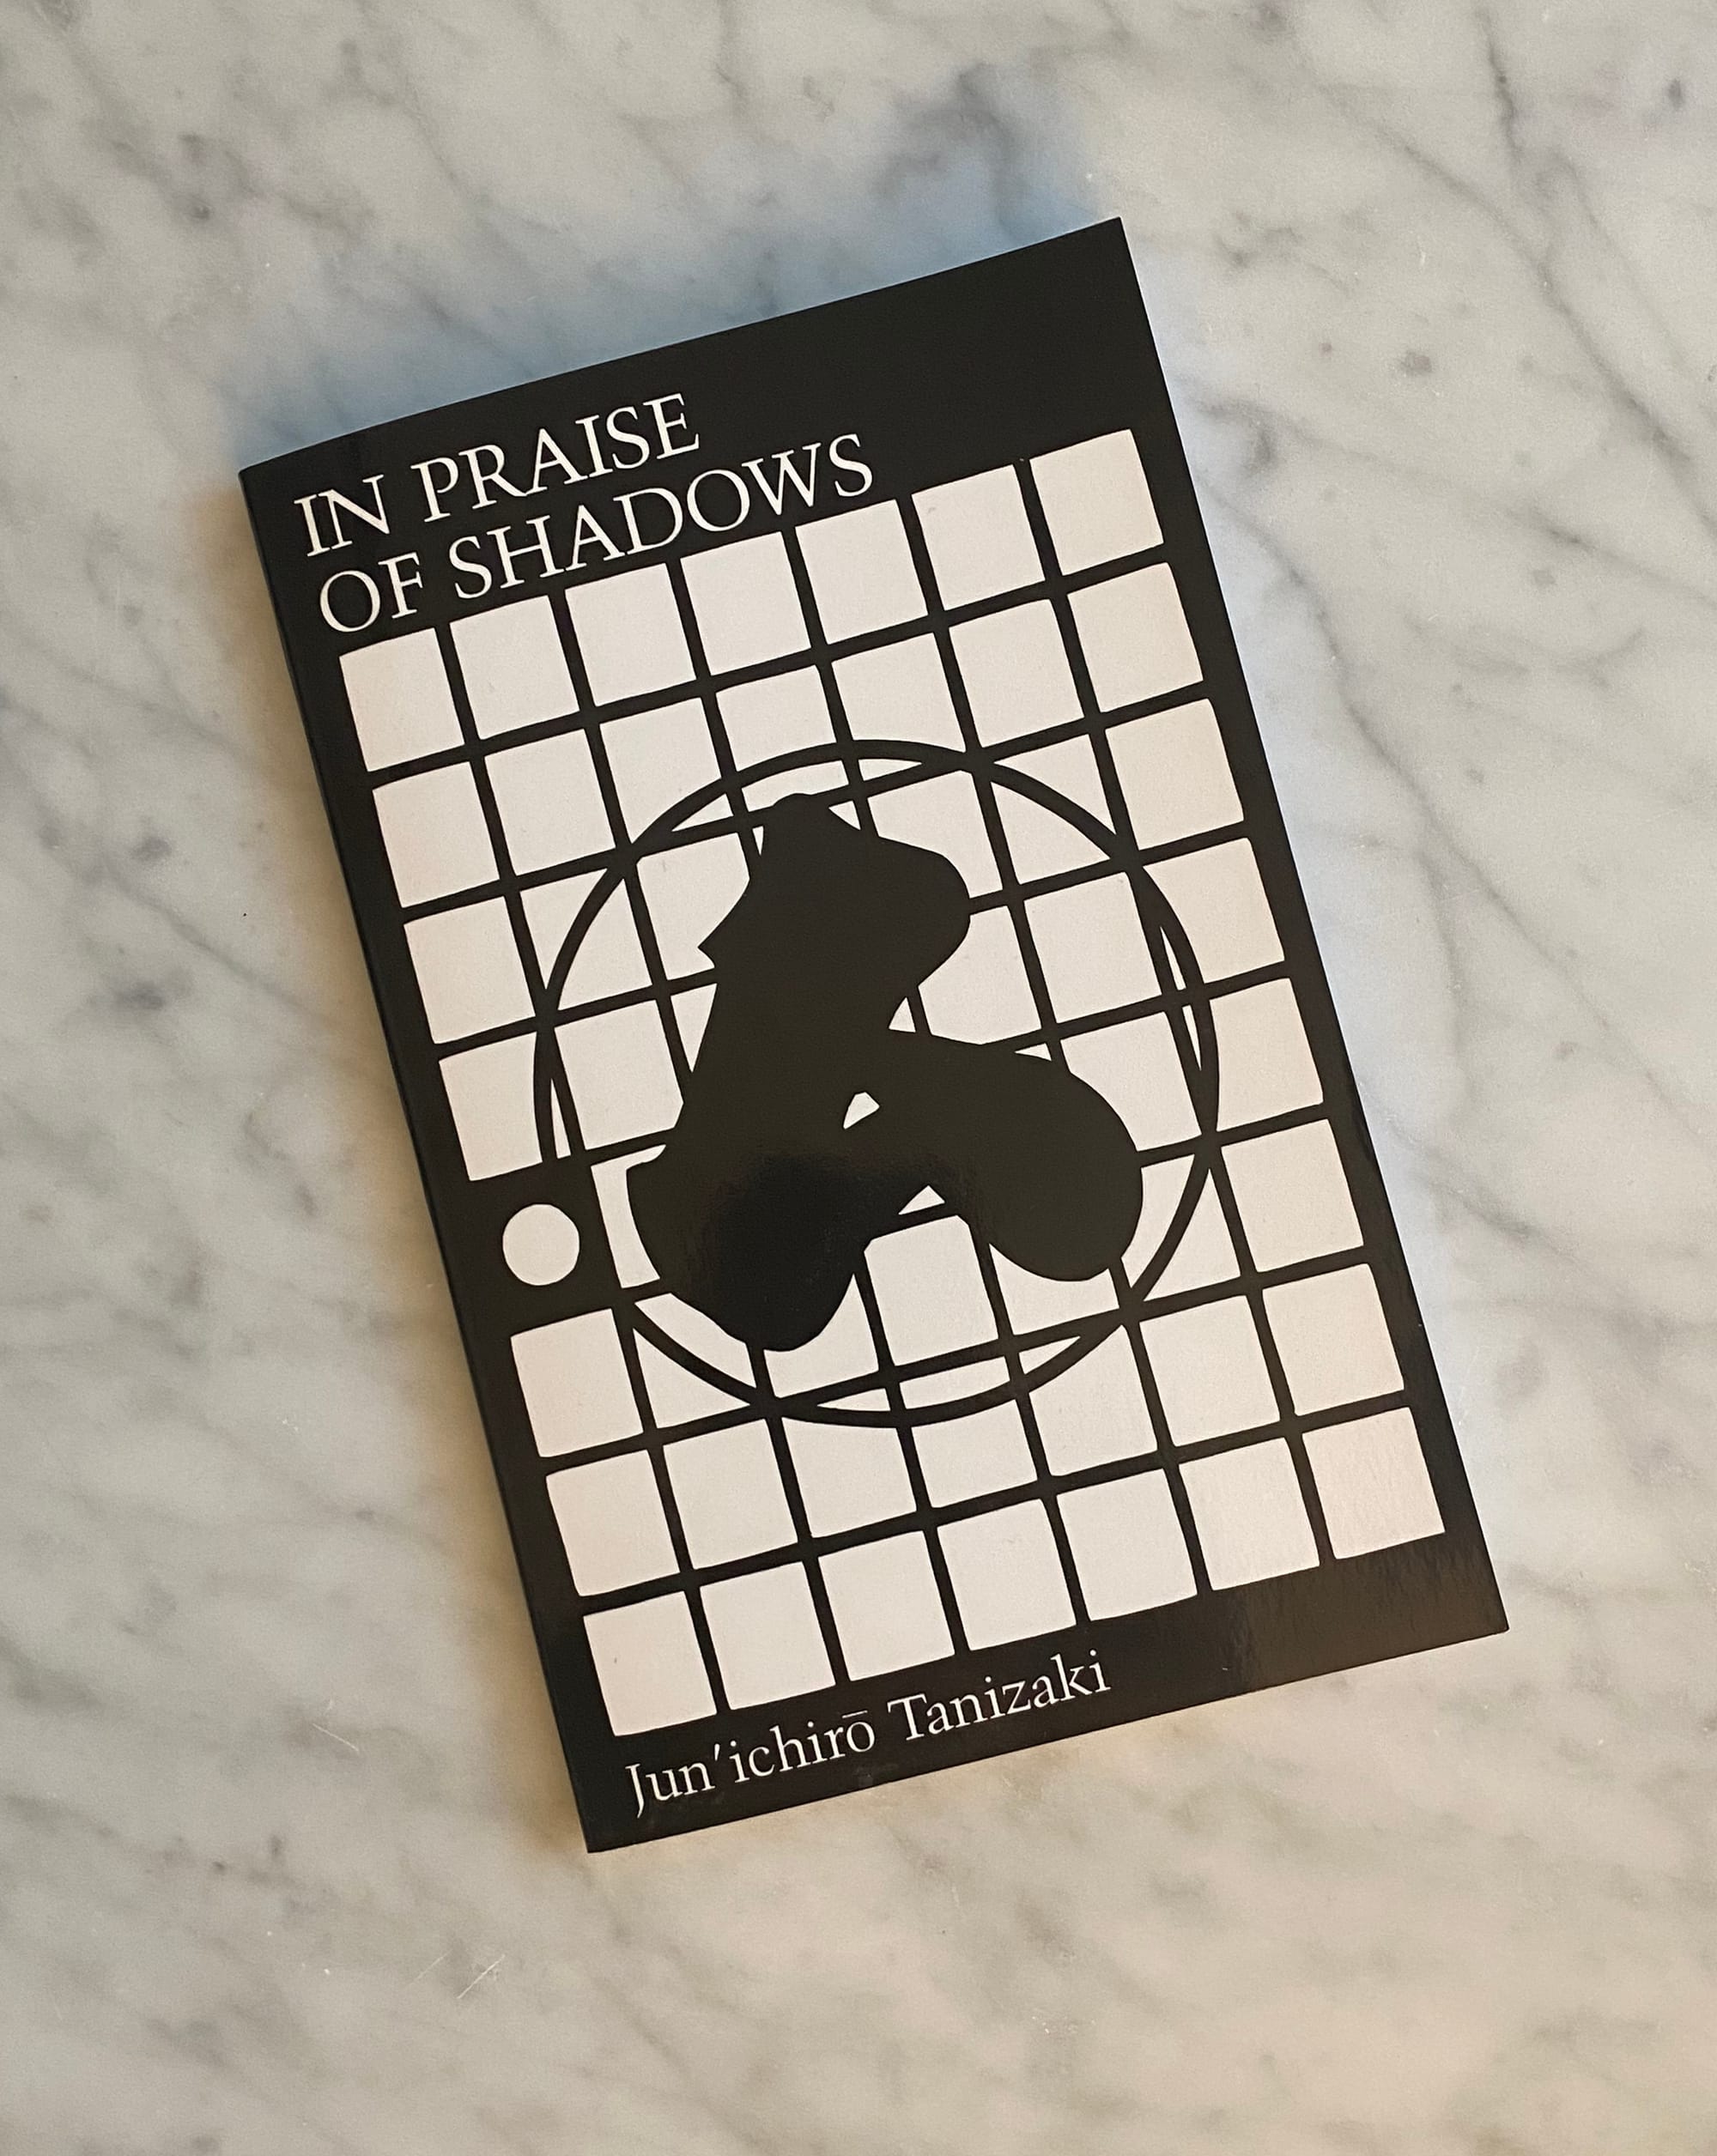 IN PRAISE
OF SHADOWS
Jun'ichirō Tanizaki